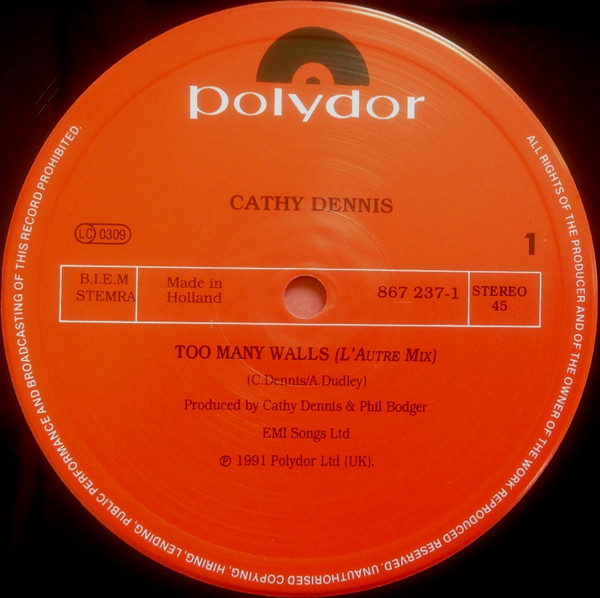 polydor
CATHY DENNIS
LC 0309
1
B.I.E.M
STEMRA
Made in
Holland
867 237-1
STEREO
45
TOO MANY WALLS (L'AUTRE MIX)
(C.Dennis/A.Dudley)
Produced by Cathy Dennis & Phil Bodger
EMI Songs Ltd
℗ 1991 Polydor Ltd (UK).
ALL RIGHTS OF THE PRODUCER AND OF THE OWNER OF THE WORK REPRODUCED RESERVED. UNAUTHORISED COPYING, HIRING, LENDING, PUBLIC PERFORMANCE AND BROADCASTING OF THIS RECORD PROHIBITED.